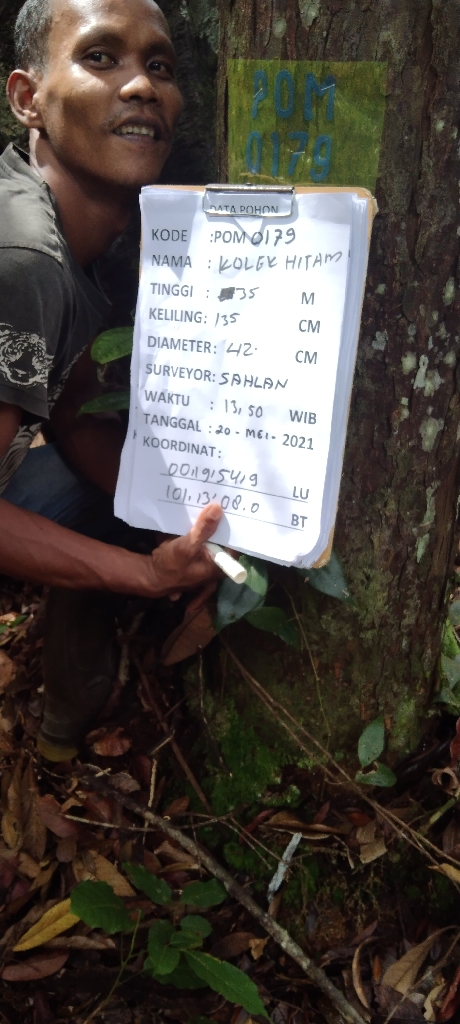 POM
0179
DATA POHON
KODE :POM 0179
NAMA : KOLEK HITAM
TINGGI : 35 M
KELILING: 135 CM
DIAMETER: 42 CM
SURVEYOR: SAHLAN
WAKTU : 13,50 WIB
TANGGAL : 20 - MEI - 2021
KOORDINAT:
00.19'54.9 LU
101.13'08.0 BT